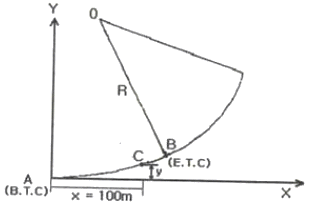 Y
O
R
B
(E.T.C)
C
y
A
(B.T.C)
x = 100m
X